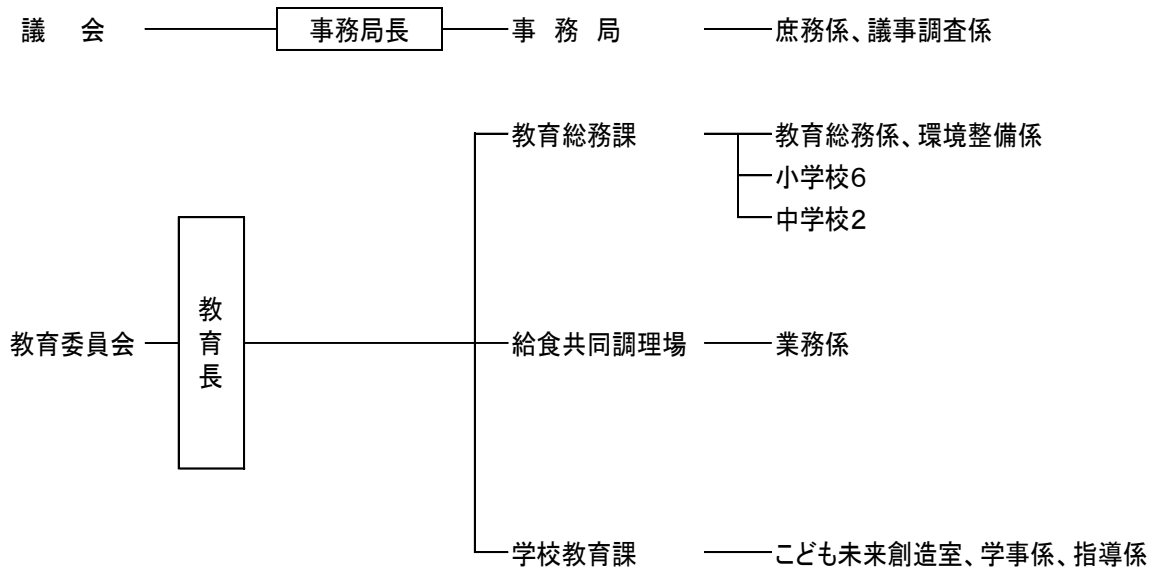 議 会 事務局長 事 務 局 庶務係、議事調査係
教育総務課 教育総務係、環境整備係
小学校6
中学校2
教育委員会 教育長 給食共同調理場 業務係
学校教育課 こども未来創造室、学事係、指導係